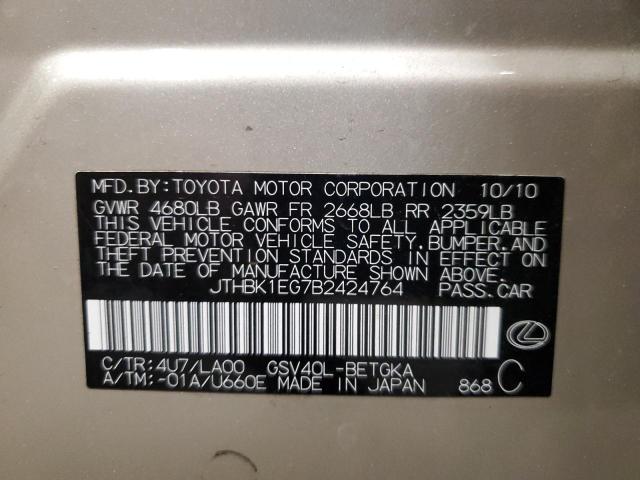 MFD.BY:TOYOTA MOTOR CORPORATION 10/10
GVWR 4680LB GAWR FR 2668LB RR 2359LB
THIS VEHICLE CONFORMS TO ALL APPLICABLE
FEDERAL MOTOR VEHICLE SAFETY,BUMPER,AND
THEFT PREVENTION STANDARDS IN EFFECT ON
THE DATE OF MANUFACTURE SHOWN ABOVE.
JTHBK1EG7B2424764 PASS.CAR
C/TR:4U7/LA00 GSV40L-BETGKA
A/TM:-01A/U660E MADE IN JAPAN 868 C